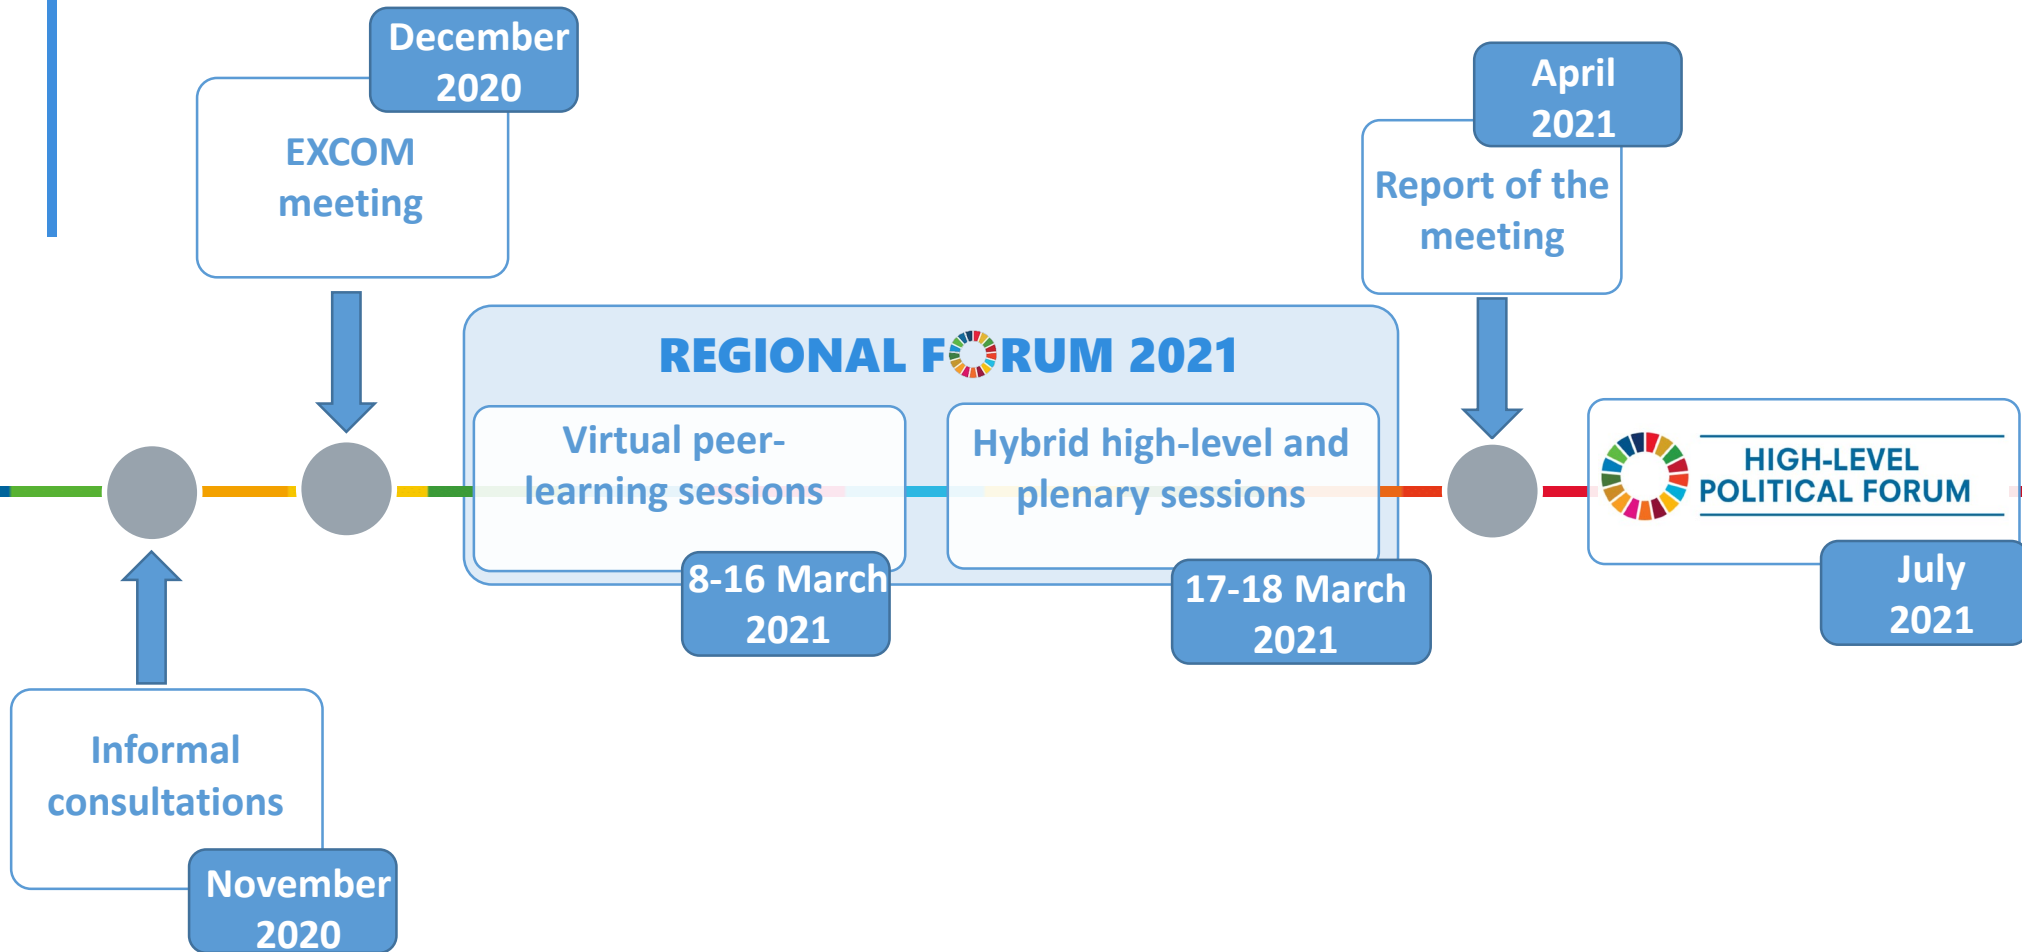 December
2020
EXCOM
meeting
April
2021
Report of the
meeting
REGIONAL FORUM 2021
Virtual peer-
learning sessions
8-16 March
2021
Hybrid high-level and
plenary sessions
17-18 March
2021
HIGH-LEVEL
POLITICAL FORUM
July
2021
Informal
consultations
November
2020